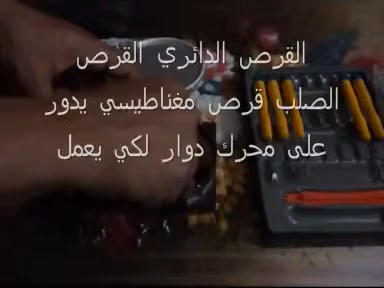 القرص الدائري القرص
الصلب قرص مغناطيسي يدور
على محرك دوار لكي يعمل